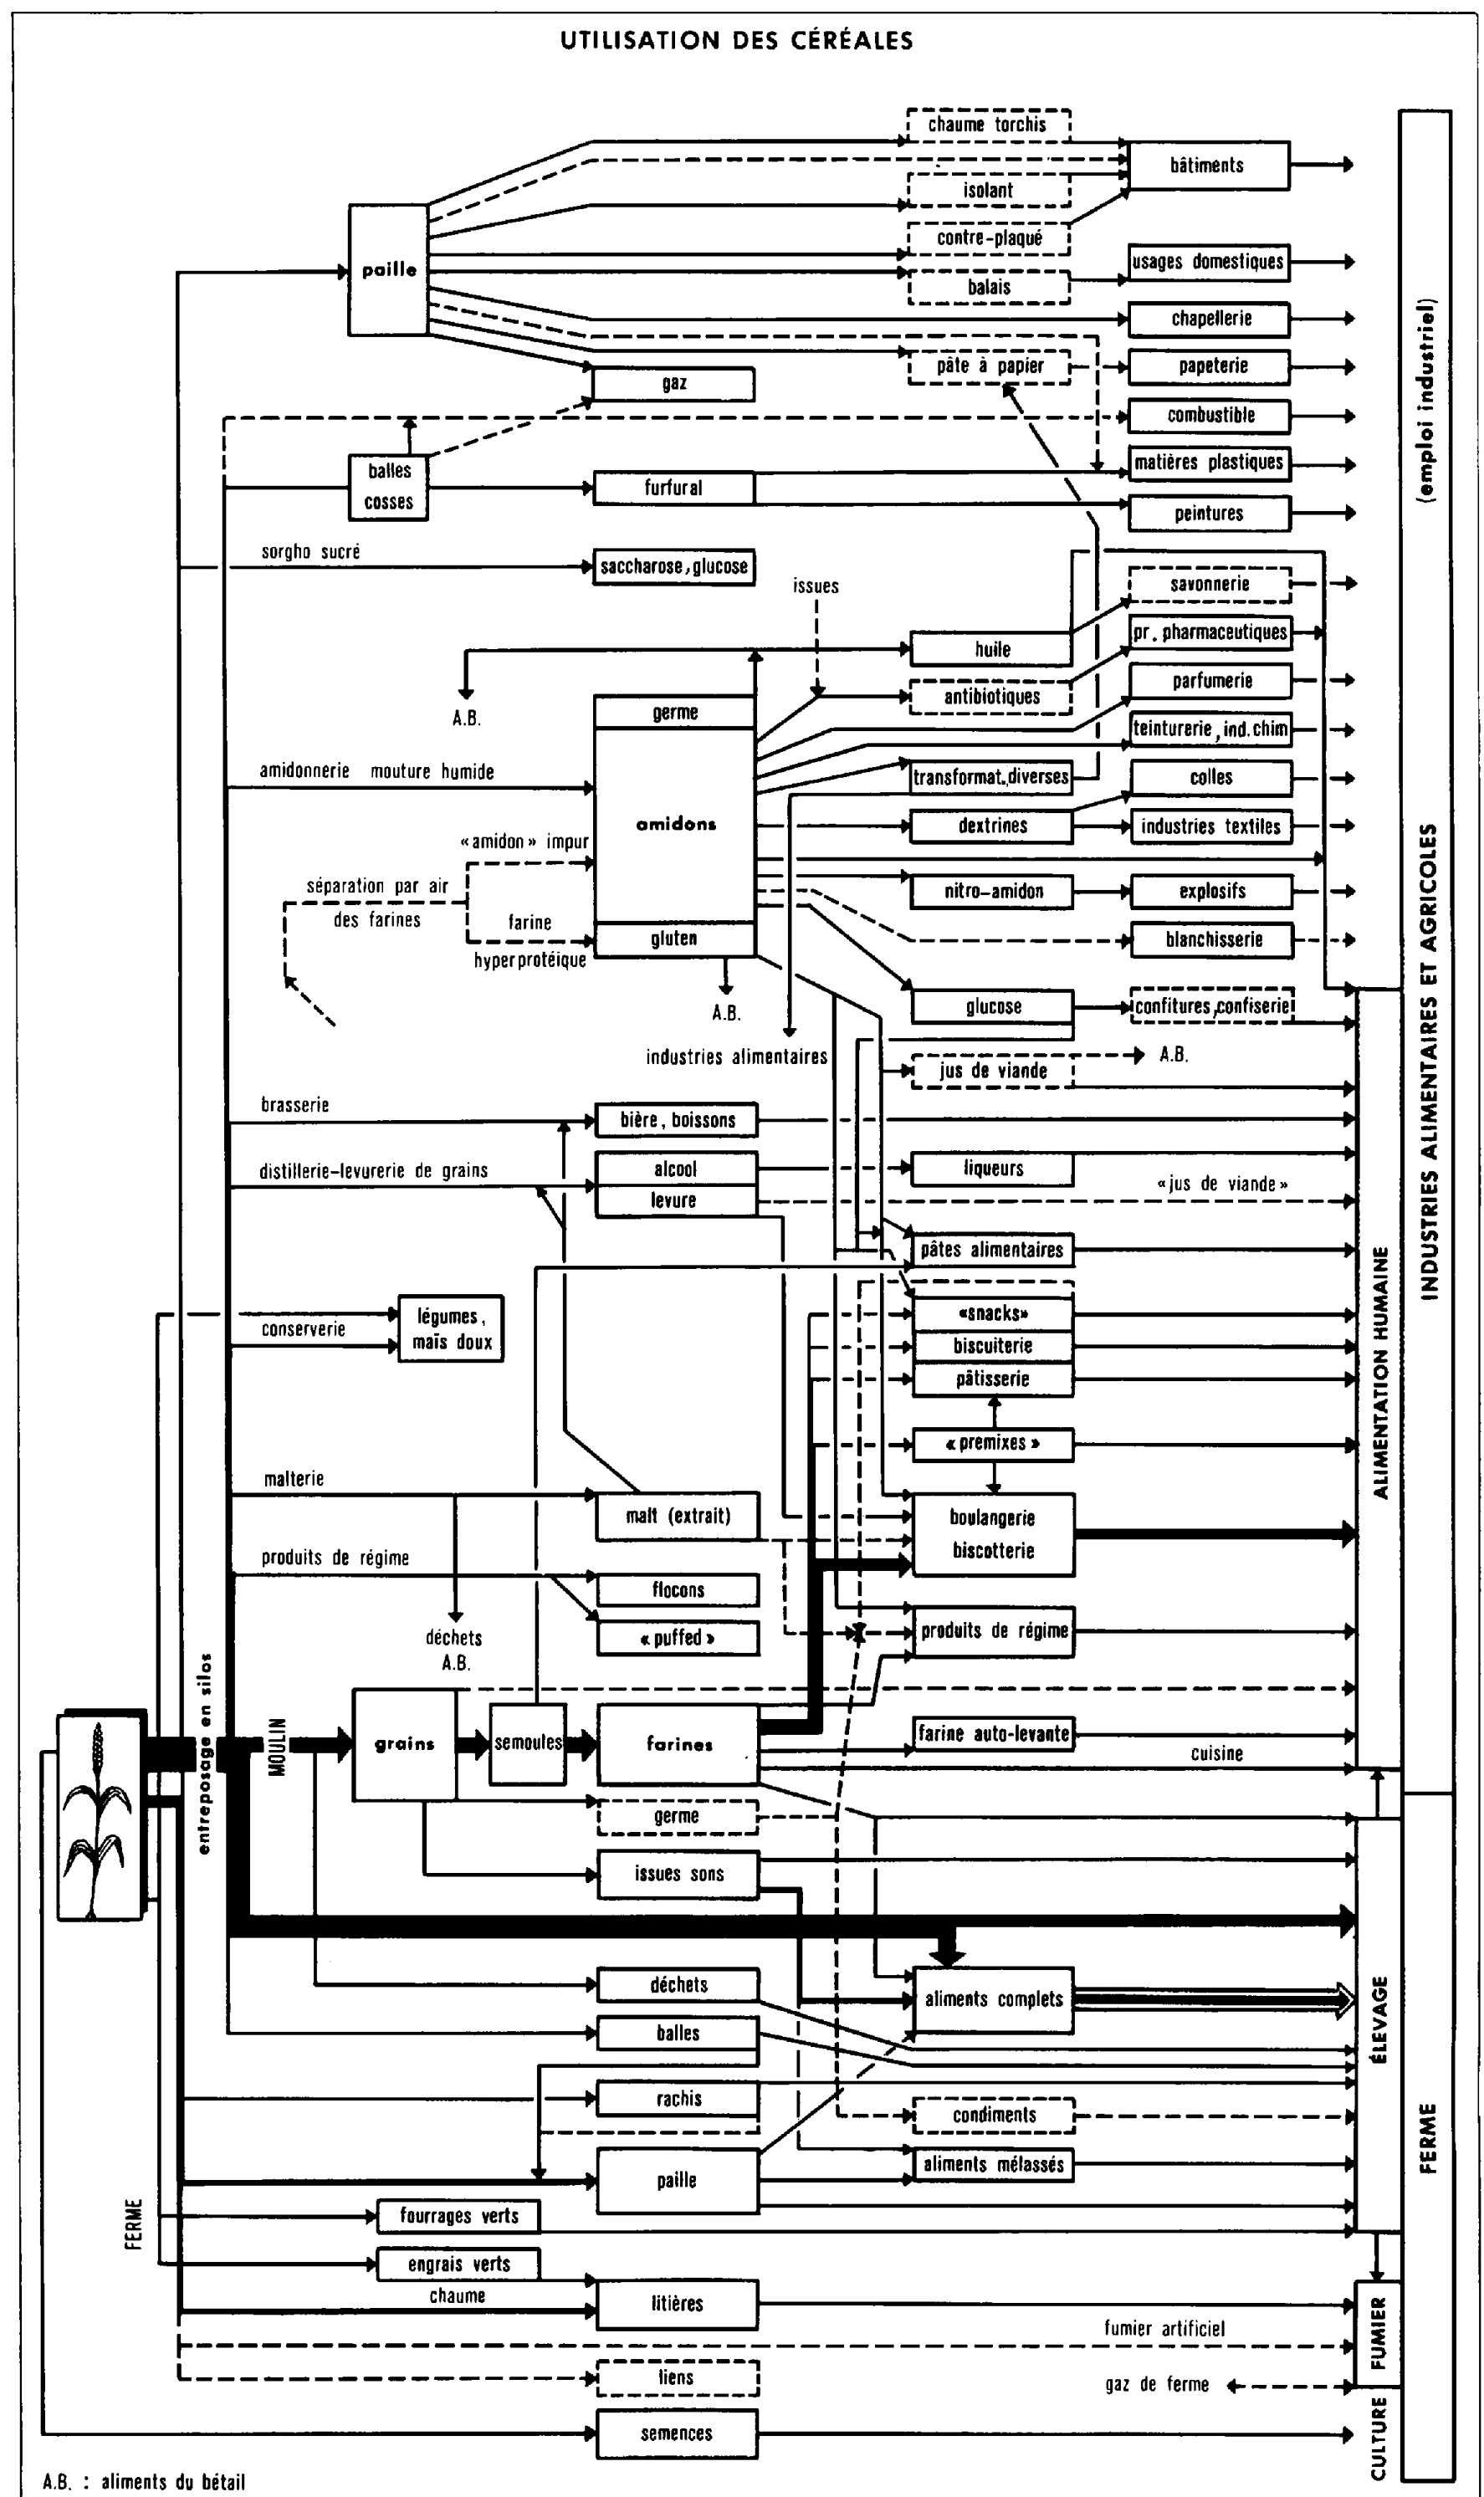 UTILISATION DES CÉRÉALES
chaume torchis
bâtiments
isolant
contre-plaqué
paille
usages domestiques
balais
chapellerie
pâte à papier
papeterie
gaz
combustible
balles
cosses
matières plastiques
furfural
peintures
(emploi industriel)
sorgho sucré
saccharose, glucose
issues
savonnerie
pr. pharmaceutiques
huile
parfumerie
antibiotiques
A.B.
germe
teinturerie, ind. chim
amidonnerie mouture humide
transformat. diverses
colles
amidons
dextrines
industries textiles
«amidon» impur
séparation par air
des farines
nitro-amidon
explosifs
farine
hyperprotéique
gluten
blanchisserie
A.B.
glucose
confitures, confiserie
industries alimentaires
jus de viande
A.B.
INDUSTRIES ALIMENTAIRES ET AGRICOLES
brasserie
bière, boissons
distillerie-levurerie de grains
alcool
liqueurs
levure
«jus de viande»
pâtes alimentaires
légumes,
maïs doux
conserverie
«snacks»
biscuiterie
pâtisserie
ALIMENTATION HUMAINE
« premixes »
malterie
malt (extrait)
boulangerie
biscotterie
produits de régime
flocons
« puffed »
déchets
A.B.
produits de régime
entreposage en silos
MOULIN
grains
semoules
farines
farine auto-levante
cuisine
germe
issues sons
déchets
aliments complets
ÉLEVAGE
balles
rachis
condiments
paille
aliments mélassés
FERME
FERME
fourrages verts
engrais verts
chaume
litières
fumier artificiel
FUMIER
liens
gaz de ferme
semences
CULTURE
A.B. : aliments du bétail